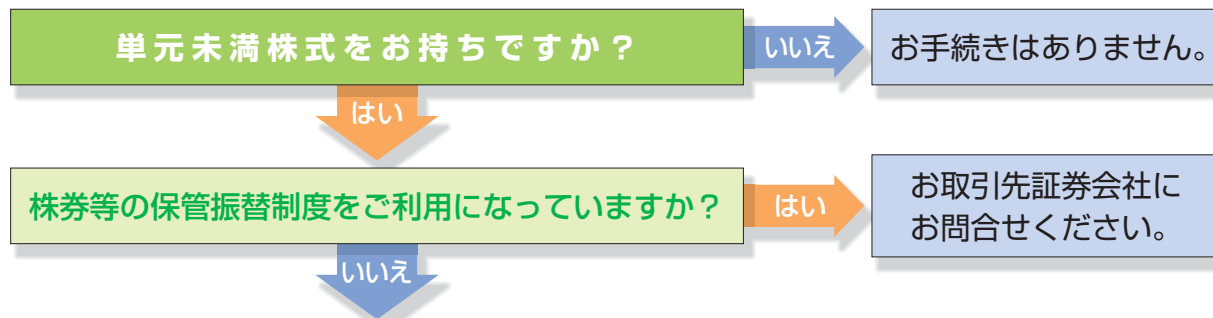 単元未満株式をお持ちですか？
いいえ
お手続きはありません。
はい
株券等の保管振替制度をご利用になっていますか？
はい
お取引先証券会社に
お問合せください。
いいえ